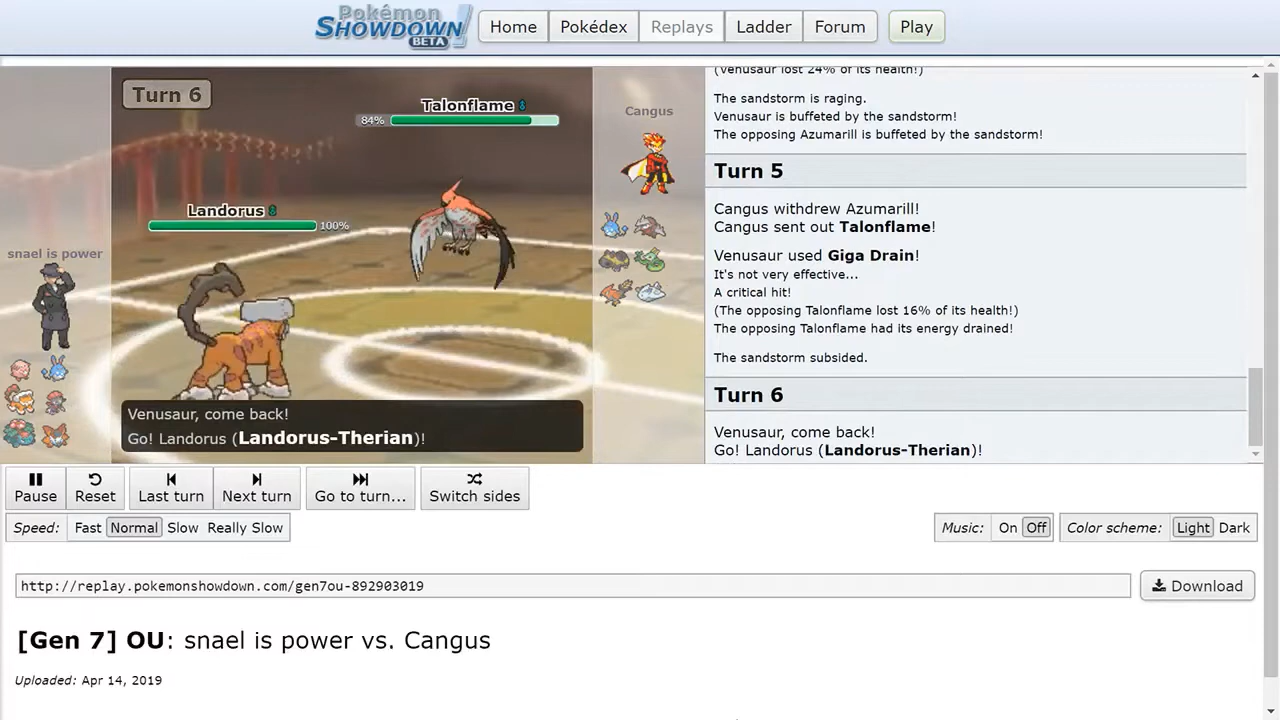 Pokémon
SHOWDOWN!
BETA
Home
Pokédex
Replays
Ladder
Forum
Play
Turn 6
Talonflame
84%
Landorus
100%
snael is power
Cangus
Venusaur, come back!
Go! Landorus (Landorus-Therian)!
(Venusaur lost 24% of its health!)
The sandstorm is raging.
Venusaur is buffeted by the sandstorm!
The opposing Azumarill is buffeted by the sandstorm!
Turn 5
Cangus withdrew Azumarill!
Cangus sent out Talonflame!
Venusaur used Giga Drain!
It's not very effective...
A critical hit!
(The opposing Talonflame lost 16% of its health!)
The opposing Talonflame had its energy drained!
The sandstorm subsided.
Turn 6
Venusaur, come back!
Go! Landorus (Landorus-Therian)!
Pause
Reset
Last turn
Next turn
Go to turn...
Switch sides
Speed: Fast Normal Slow Really Slow
Music: On Off
Color scheme: Light Dark
http://replay.pokemonshowdown.com/gen7ou-892903019
Download
[Gen 7] OU: snael is power vs. Cangus
Uploaded: Apr 14, 2019